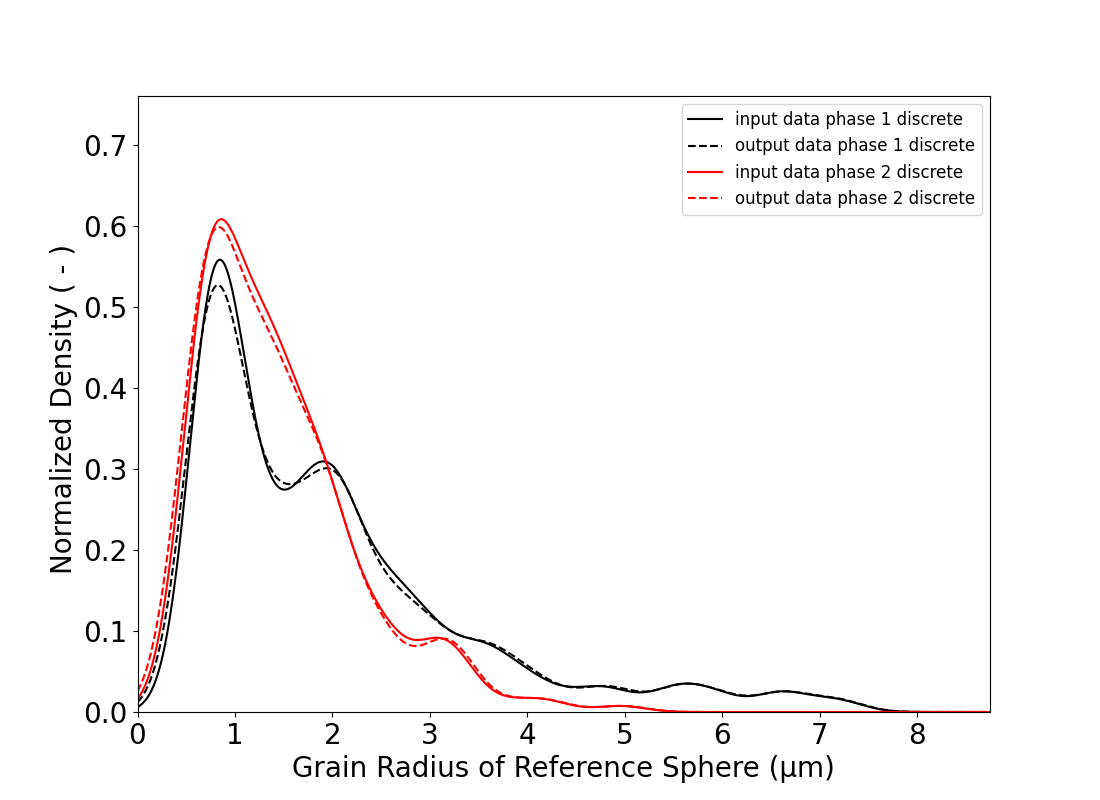 input data phase 1 discrete
output data phase 1 discrete
input data phase 2 discrete
output data phase 2 discrete
Normalized Density ( - )
0.7
0.6
0.5
0.4
0.3
0.2
0.1
0.0
0 1 2 3 4 5 6 7 8
Grain Radius of Reference Sphere (µm)